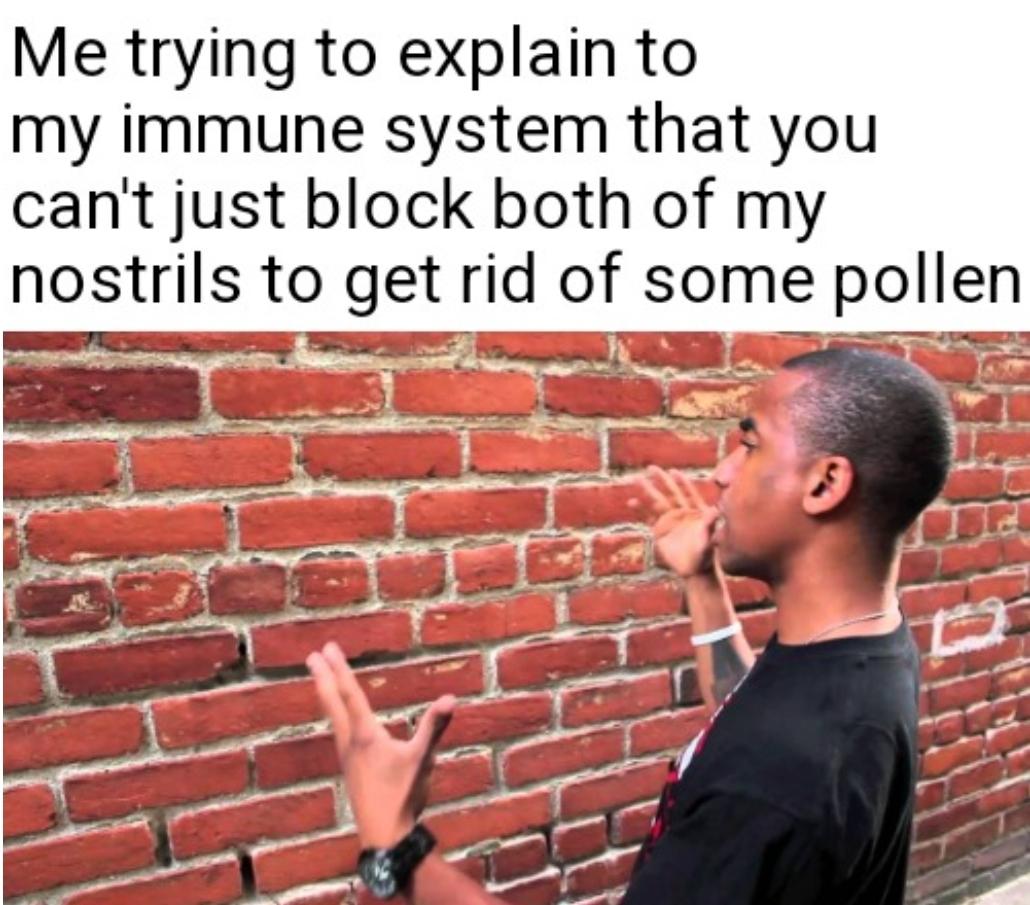 Me trying to explain to
my immune system that you
can't just block both of my
nostrils to get rid of some pollen